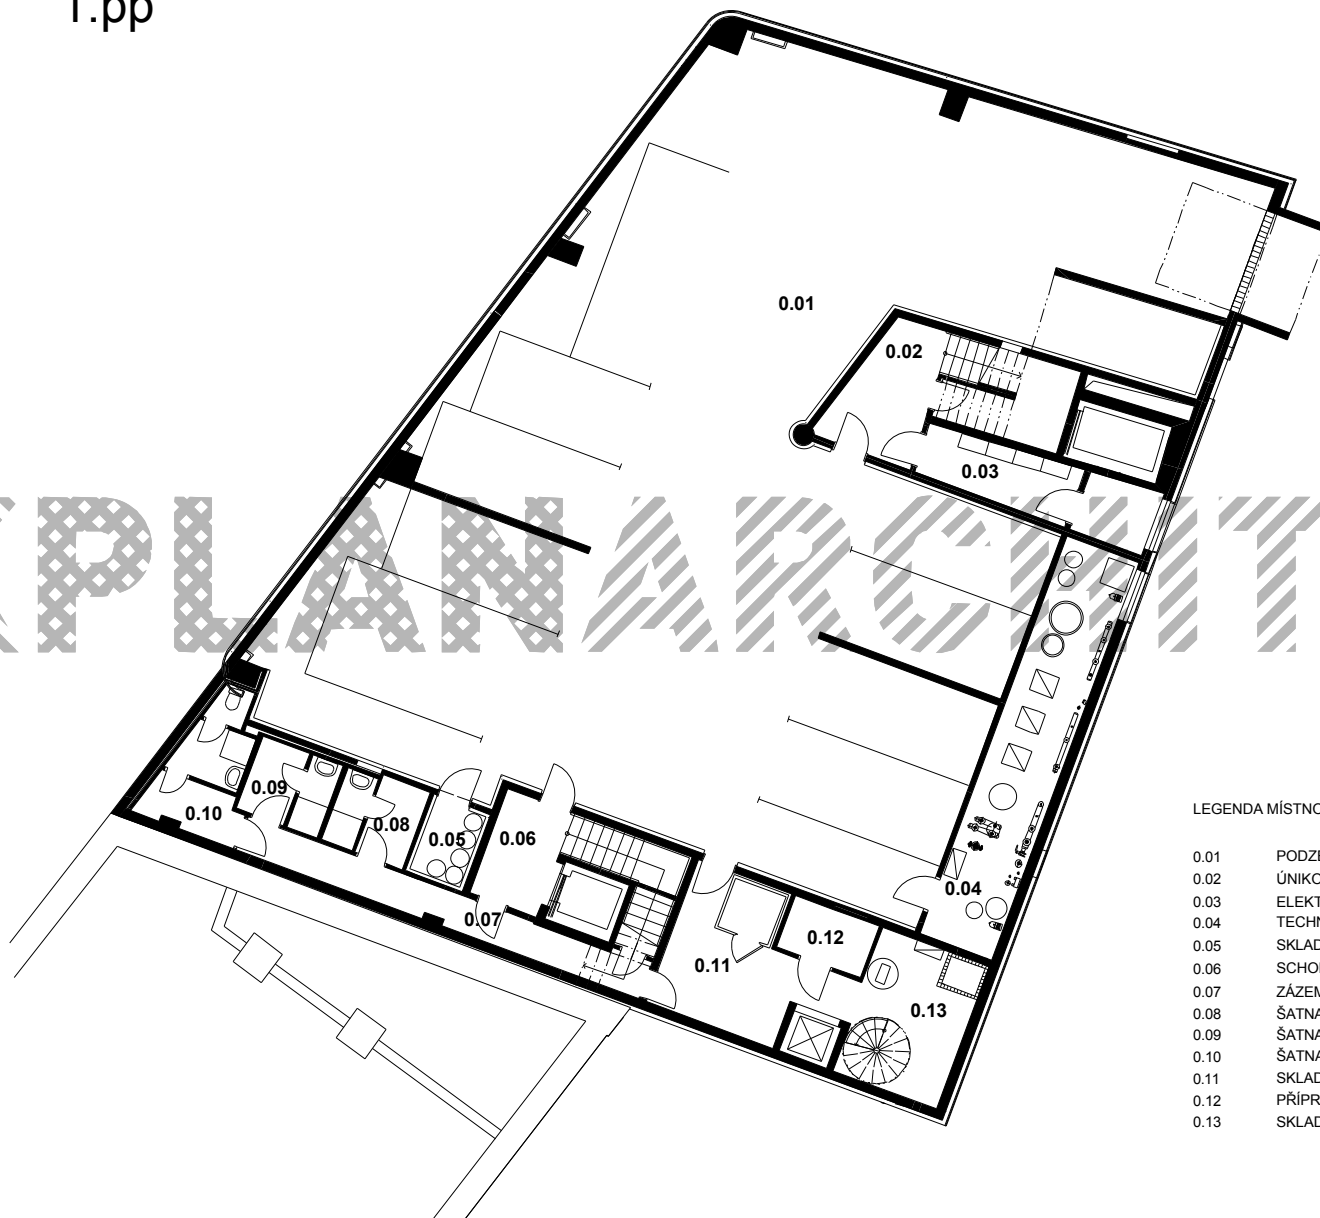 1.pp
0.01
0.02
0.03
0.04
0.05
0.06
0.07
0.08
0.09
0.10
0.11
0.12
0.13
PLANARCHIT
LEGENDA MÍSTNO
0.01 PODZE
0.02 ÚNIKO
0.03 ELEKT
0.04 TECHN
0.05 SKLAD
0.06 SCHO
0.07 ZÁZEM
0.08 ŠATNA
0.09 ŠATNA
0.10 ŠATNA
0.11 SKLAD
0.12 PŘÍPR
0.13 SKLAD